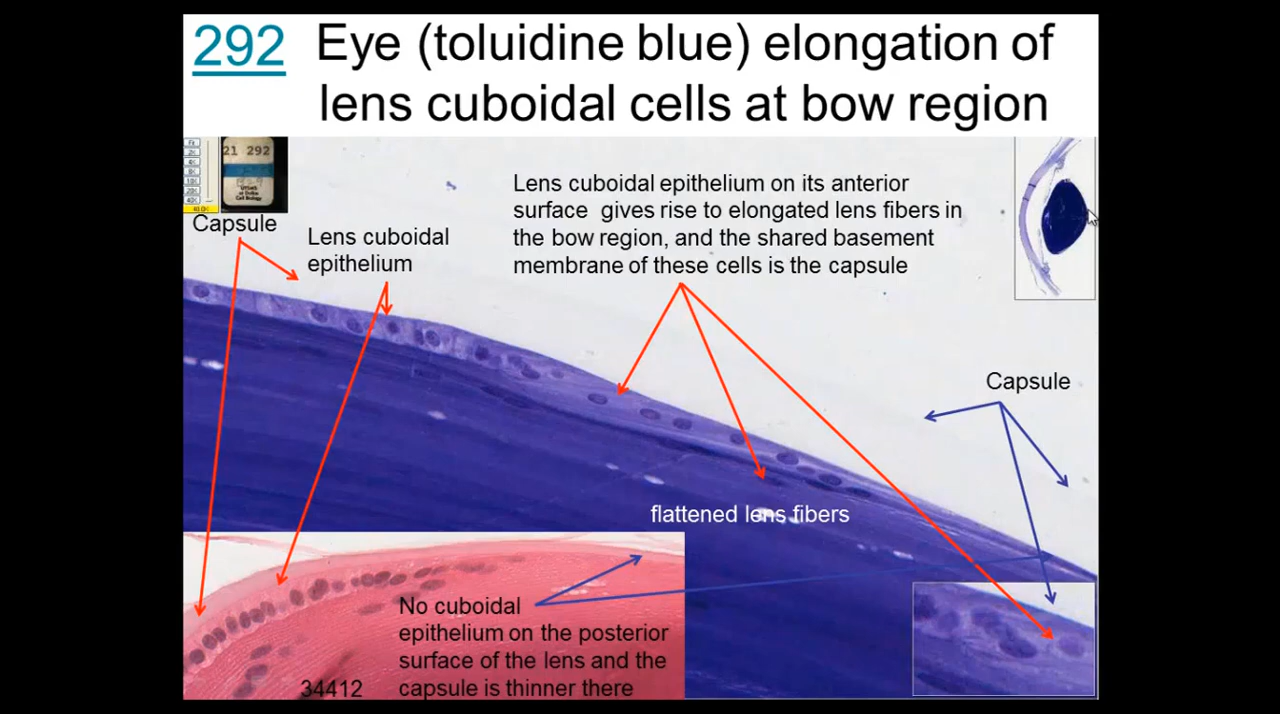 292 Eye (toluidine blue) elongation of
lens cuboidal cells at bow region
21 292
Capsule
Lens cuboidal
epithelium
Lens cuboidal epithelium on its anterior
surface gives rise to elongated lens fibers in
the bow region, and the shared basement
membrane of these cells is the capsule
Capsule
flattened lens fibers
No cuboidal
epithelium on the posterior
surface of the lens and the
capsule is thinner there
34412